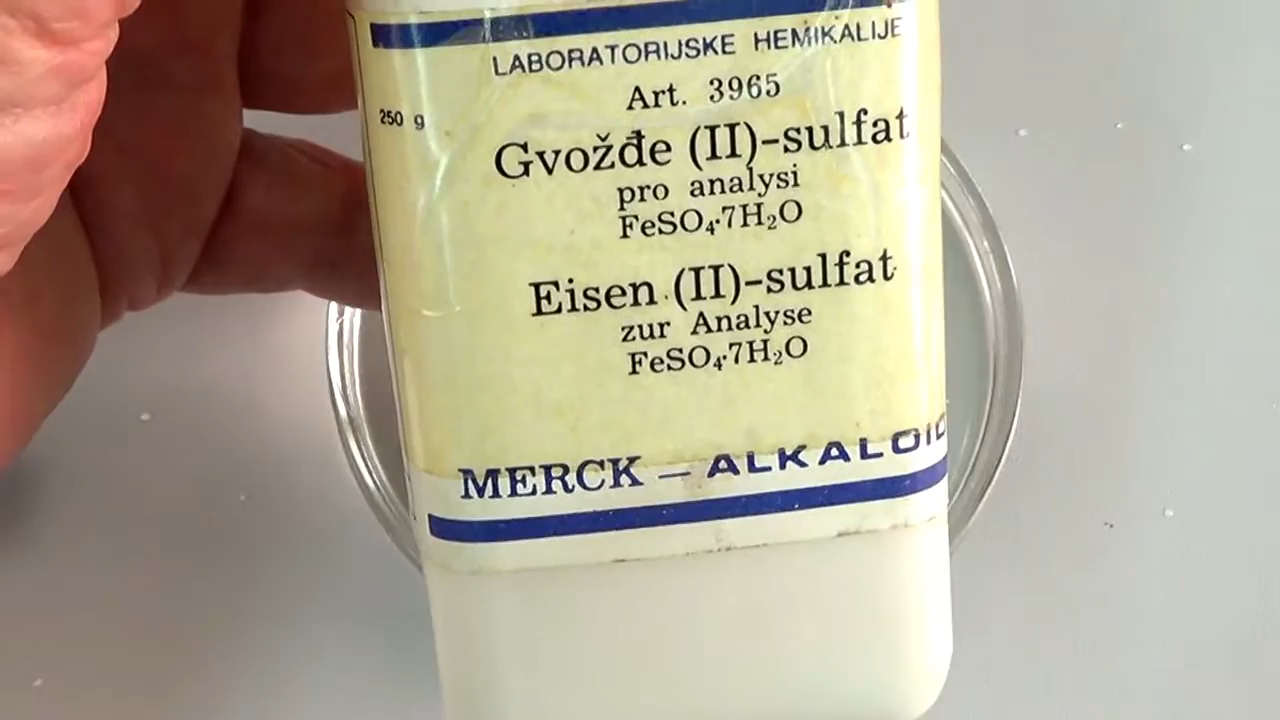 LABORATORIJSKE HEMIKALIJE
Art. 3965
250 g
Gvožđe (II)-sulfat
pro analysi
FeSO₄·7H₂O
Eisen (II)-sulfat
zur Analyse
FeSO₄·7H₂O
MERCK – ALKALOID